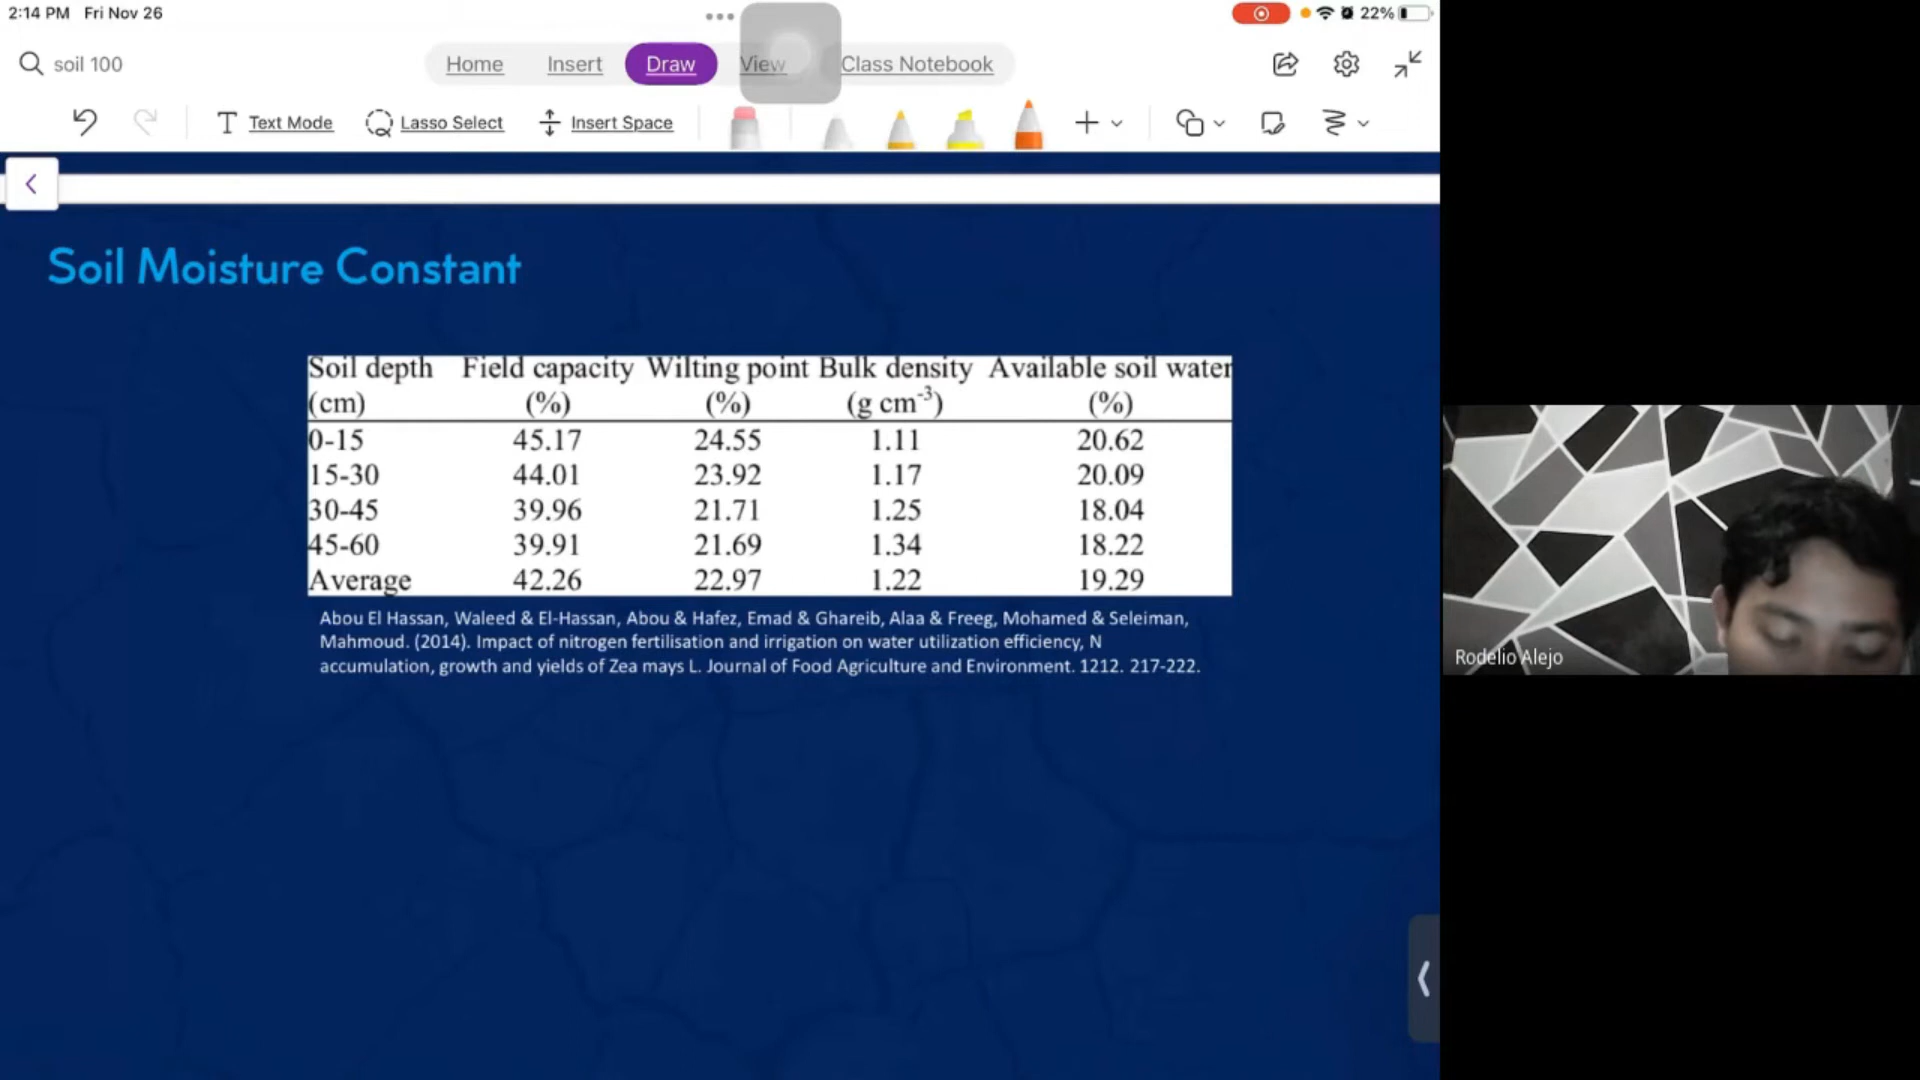 2:14 PM Fri Nov 26
22%
soil 100
Home Insert Draw View Class Notebook
Text Mode Lasso Select Insert Space
Soil Moisture Constant
Soil depth Field capacity Wilting point Bulk density Available soil water
(cm) (%) (%) (g cm⁻³) (%)
0-15 45.17 24.55 1.11 20.62
15-30 44.01 23.92 1.17 20.09
30-45 39.96 21.71 1.25 18.04
45-60 39.91 21.69 1.34 18.22
Average 42.26 22.97 1.22 19.29
Abou El Hassan, Waleed & El-Hassan, Abou & Hafez, Emad & Ghareib, Alaa & Freeg, Mohamed & Seleiman,
Mahmoud. (2014). Impact of nitrogen fertilisation and irrigation on water utilization efficiency, N
accumulation, growth and yields of Zea mays L. Journal of Food Agriculture and Environment. 1212. 217-222.
Rodelio Alejo